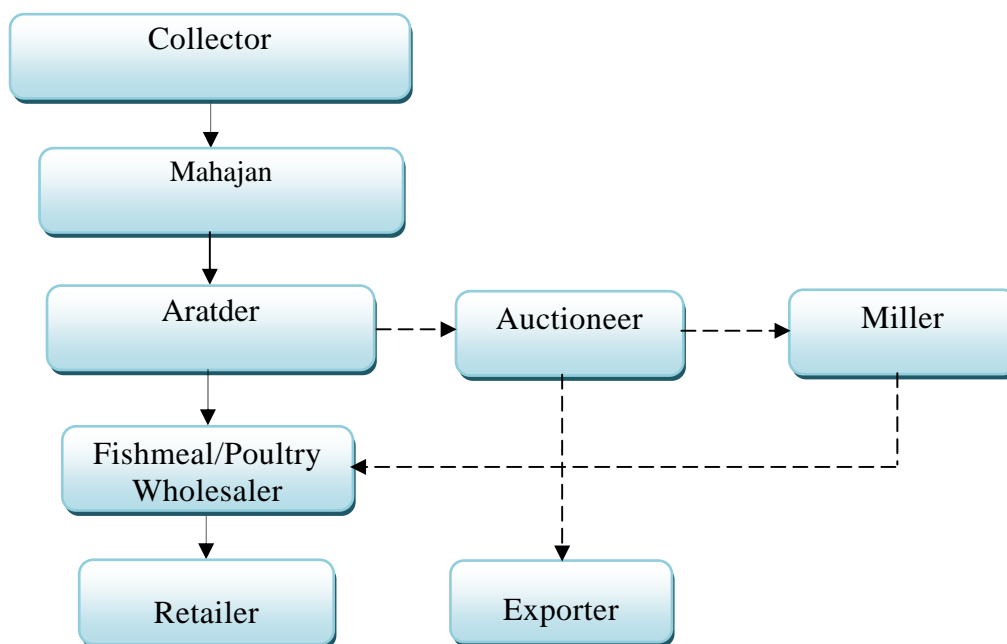 Collector
Mahajan
Aratder
Auctioneer
Miller
Fishmeal/Poultry
Wholesaler
Retailer
Exporter